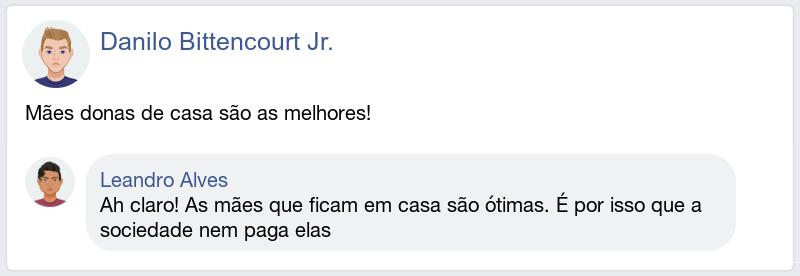 Danilo Bittencourt Jr.
Mães donas de casa são as melhores!
Leandro Alves
Ah claro! As mães que ficam em casa são ótimas. É por isso que a
sociedade nem paga elas